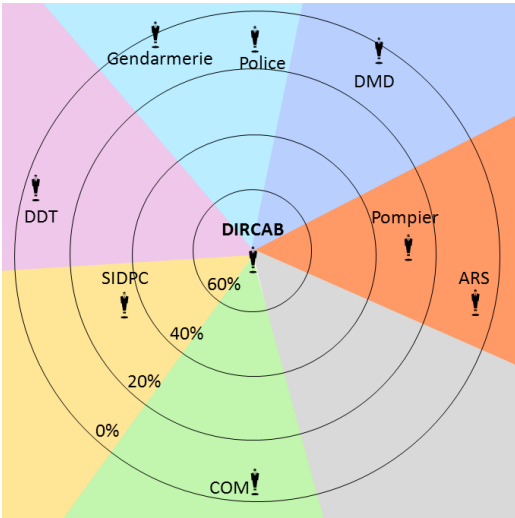 Gendarmerie
Police
DMD
DDT
Pompier
DIRCAB
SIDPC
ARS
60%
40%
20%
0%
COM